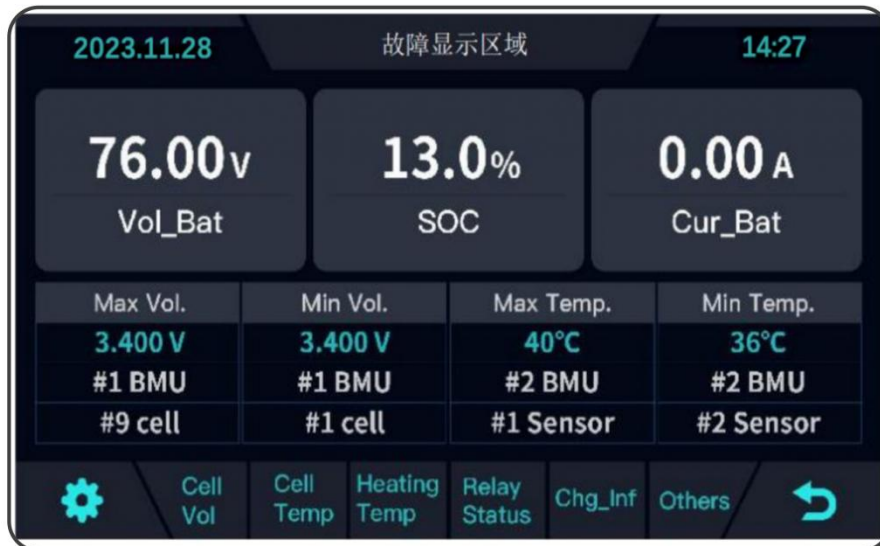 2023.11.28 故障显示区域 14:27
76.00V 13.0% 0.00 A
Vol_Bat SOC Cur_Bat
Max Vol. Min Vol. Max Temp. Min Temp.
3.400 V 3.400 V 40°C 36°C
#1 BMU #1 BMU #2 BMU #2 BMU
#9 cell #1 cell #1 Sensor #2 Sensor
Cell Vol Cell Temp Heating Temp Relay Status Chg_Inf Others